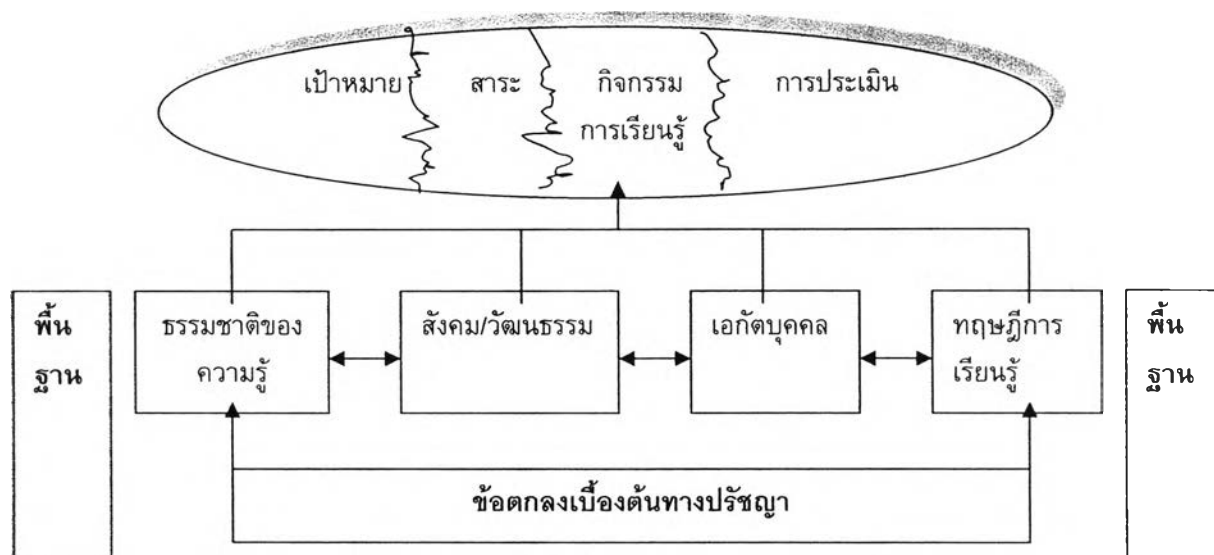 เป้าหมาย สาระ กิจกรรม การประเมิน
การเรียนรู้
พื้น ธรรมชาติของ สังคม/วัฒนธรรม เอกัตบุคคล ทฤษฎีการ พื้น
ฐาน ความรู้ เรียนรู้ ฐาน
ข้อตกลงเบื้องต้นทางปรัชญา